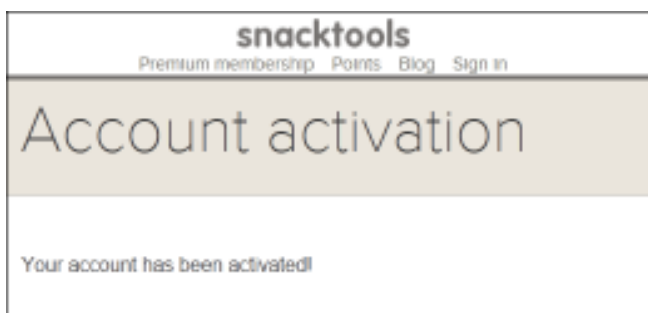 snacktools
Premium membership Points Blog Sign in
Account activation
Your account has been activated!